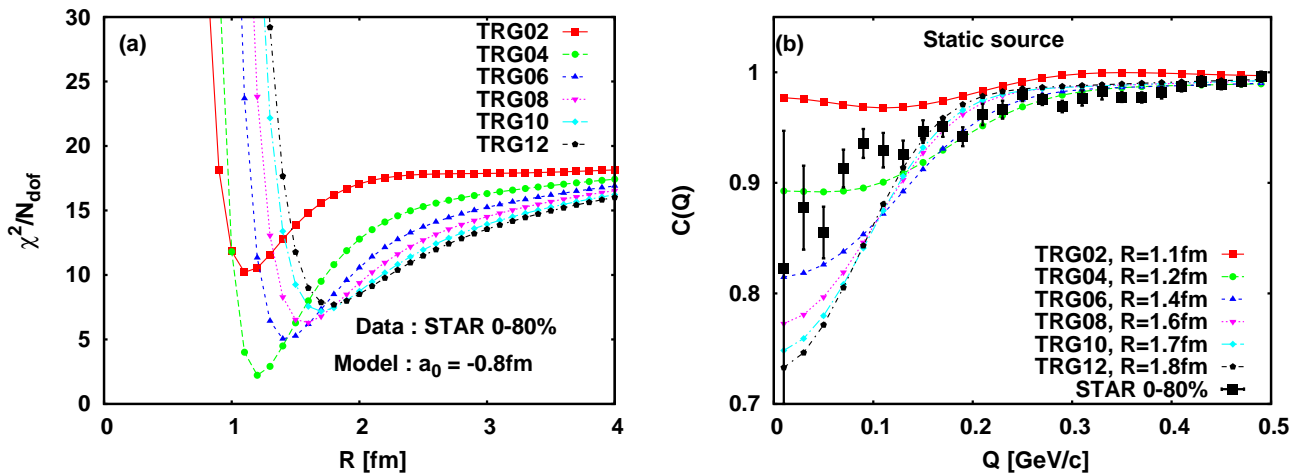 (a)
TRG02
TRG04
TRG06
TRG08
TRG10
TRG12
Data : STAR 0-80%
Model : a₀ = -0.8fm
χ²/N_dof
30
25
20
15
10
5
0
0 1 2 3 4
R [fm]
(b)
Static source
C(Q)
1
0.9
0.8
0.7
TRG02, R=1.1fm
TRG04, R=1.2fm
TRG06, R=1.4fm
TRG08, R=1.6fm
TRG10, R=1.7fm
TRG12, R=1.8fm
STAR 0-80%
0 0.1 0.2 0.3 0.4 0.5
Q [GeV/c]